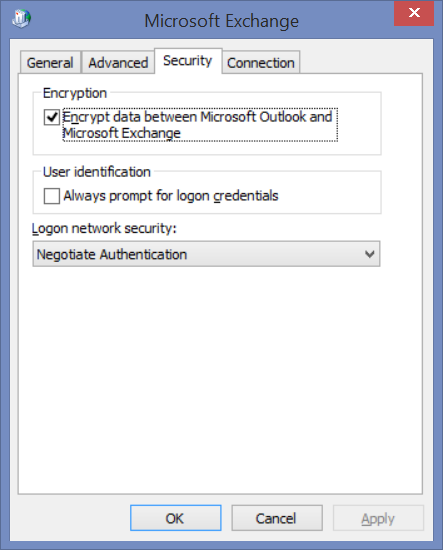 Microsoft Exchange
General
Advanced
Security
Connection
Encryption
Encrypt data between Microsoft Outlook and
Microsoft Exchange
User identification
Always prompt for logon credentials
Logon network security:
Negotiate Authentication
OK
Cancel
Apply